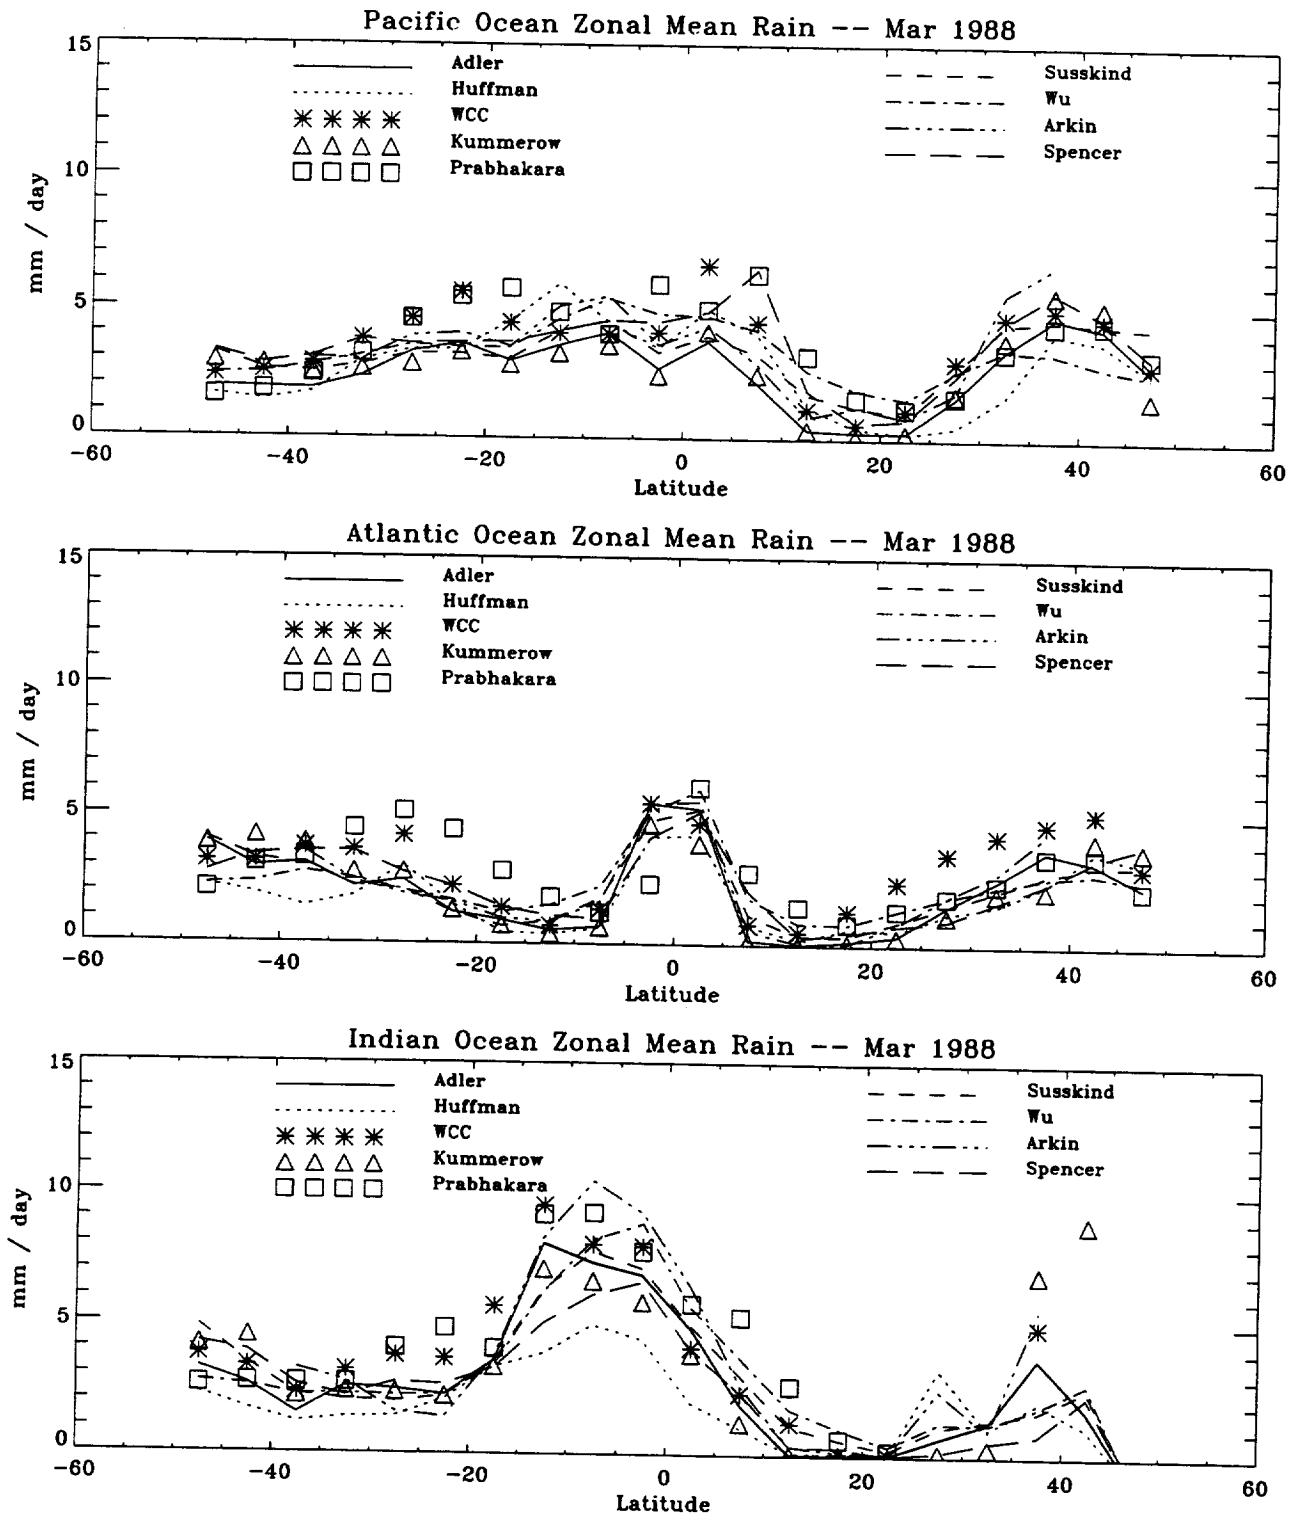 Pacific Ocean Zonal Mean Rain -- Mar 1988
15
10
5
0
mm / day
Adler
Huffman
WCC
Kummerow
Prabhakara
Susskind
Wu
Arkin
Spencer
-60 -40 -20 0 20 40 60
Latitude
Atlantic Ocean Zonal Mean Rain -- Mar 1988
15
10
5
0
mm / day
Adler
Huffman
WCC
Kummerow
Prabhakara
Susskind
Wu
Arkin
Spencer
-60 -40 -20 0 20 40 60
Latitude
Indian Ocean Zonal Mean Rain -- Mar 1988
15
10
5
0
mm / day
Adler
Huffman
WCC
Kummerow
Prabhakara
Susskind
Wu
Arkin
Spencer
-60 -40 -20 0 20 40 60
Latitude